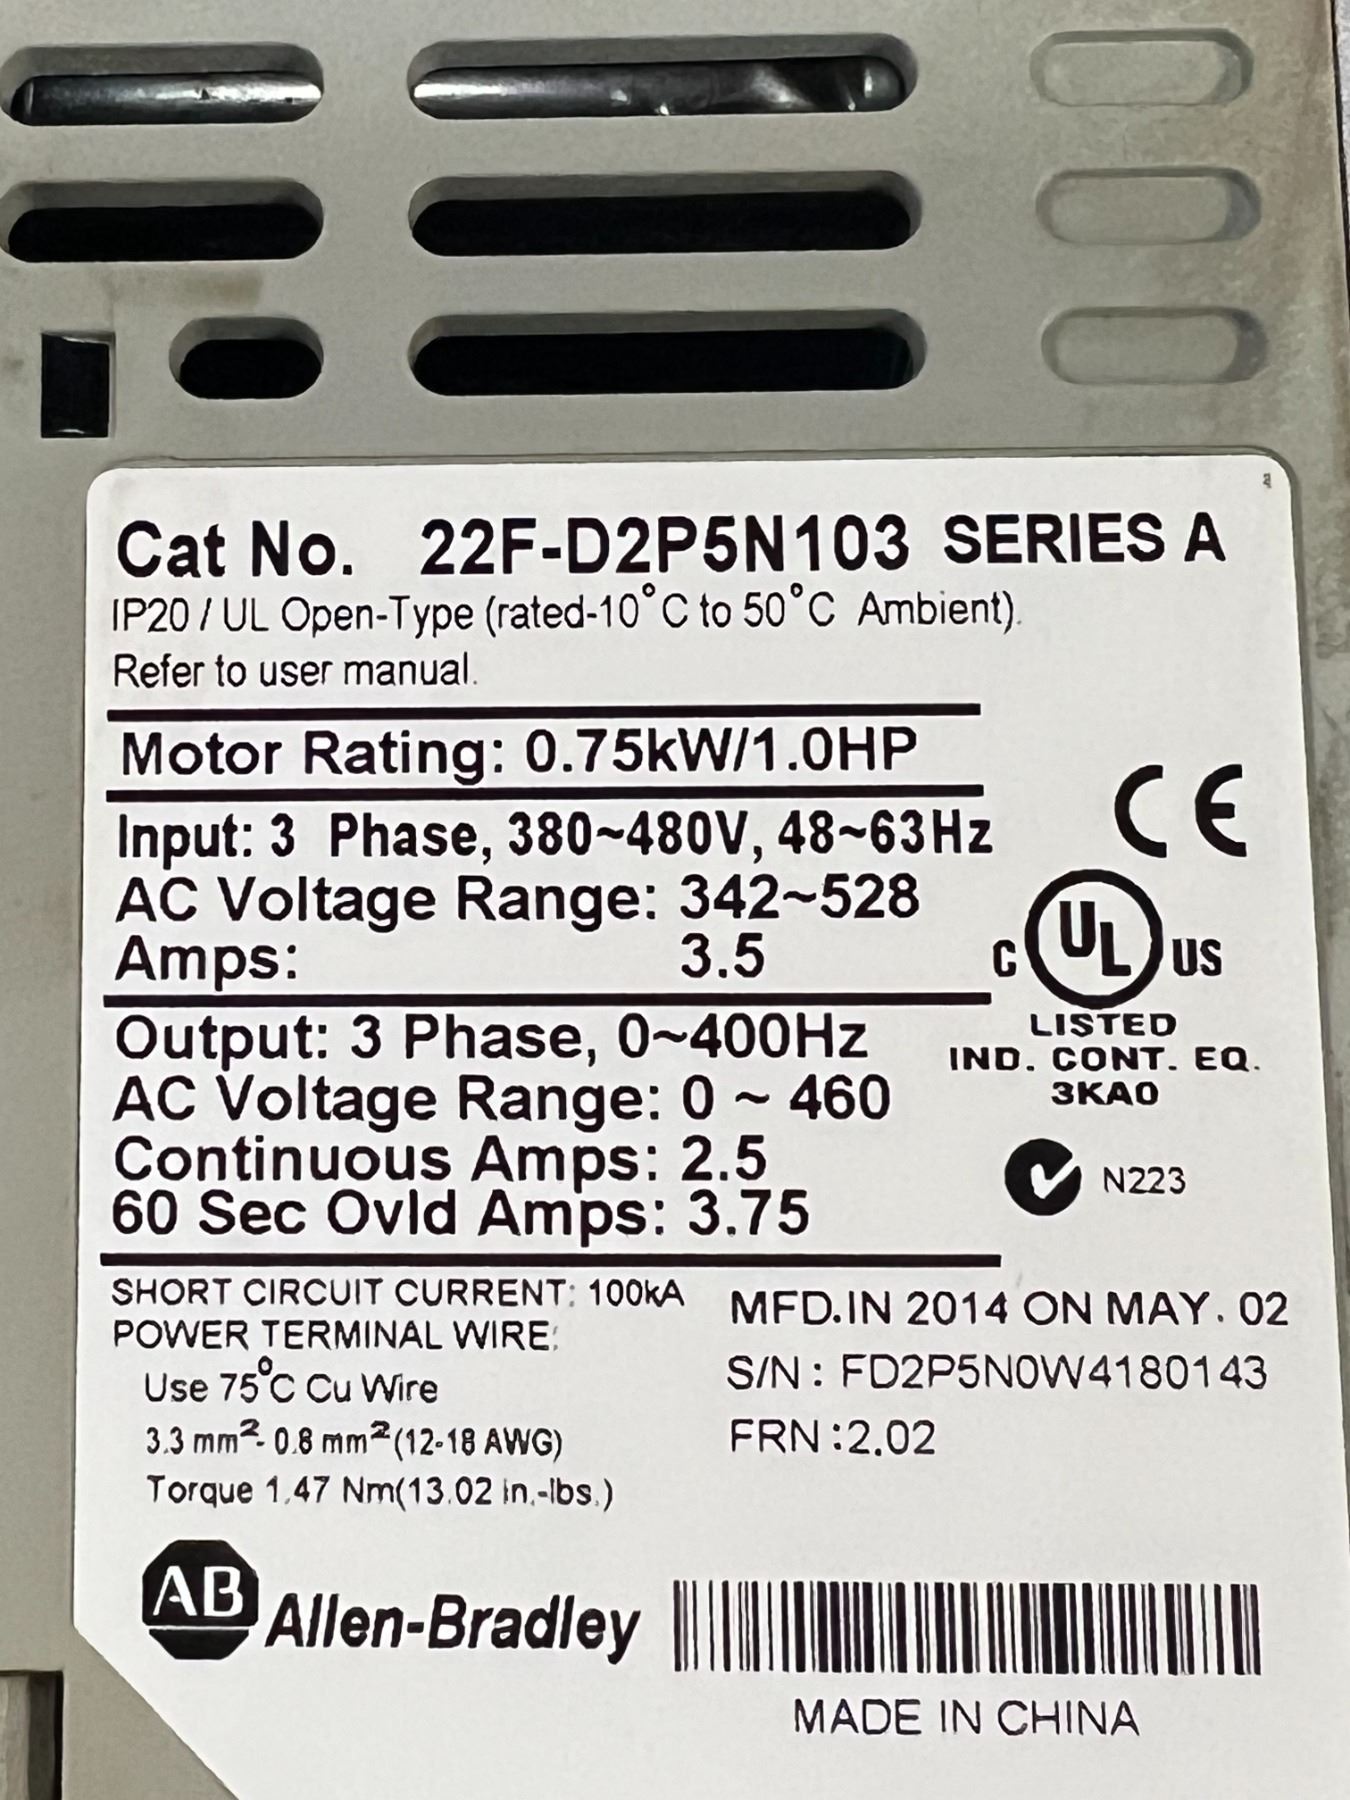 Cat No. 22F-D2P5N103 SERIES A
IP20 / UL Open-Type (rated-10°C to 50°C Ambient).
Refer to user manual.
Motor Rating: 0.75kW/1.0HP
Input: 3 Phase, 380~480V, 48~63Hz
AC Voltage Range: 342~528
Amps: 3.5
CE
C UL US
LISTED
IND. CONT. EQ.
3KA0
Output: 3 Phase, 0~400Hz
AC Voltage Range: 0 ~ 460
Continuous Amps: 2.5
60 Sec Ovld Amps: 3.75
N223
SHORT CIRCUIT CURRENT: 100kA
POWER TERMINAL WIRE:
Use 75°C Cu Wire
3.3 mm²- 0.8 mm² (12-18 AWG)
Torque 1.47 Nm(13.02 in.-lbs.)
MFD.IN 2014 ON MAY. 02
S/N : FD2P5N0W4180143
FRN :2.02
AB Allen-Bradley
MADE IN CHINA